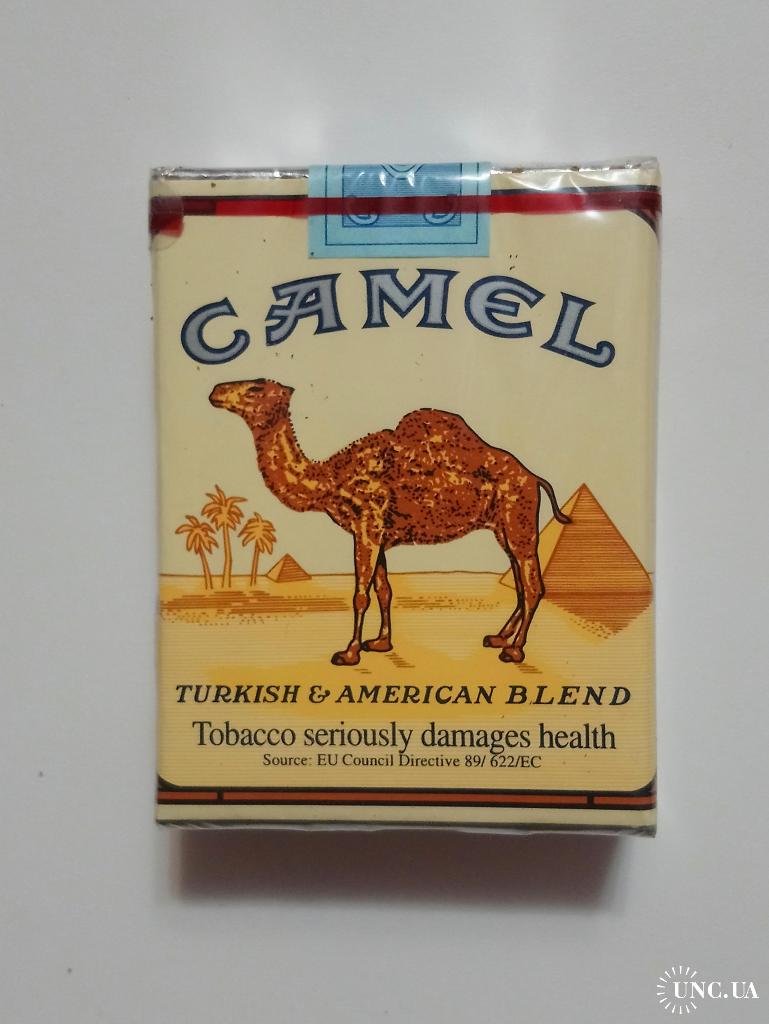 CAMEL
TURKISH & AMERICAN BLEND
Tobacco seriously damages health
Source: EU Council Directive 89/ 622/EC
UNC.UA